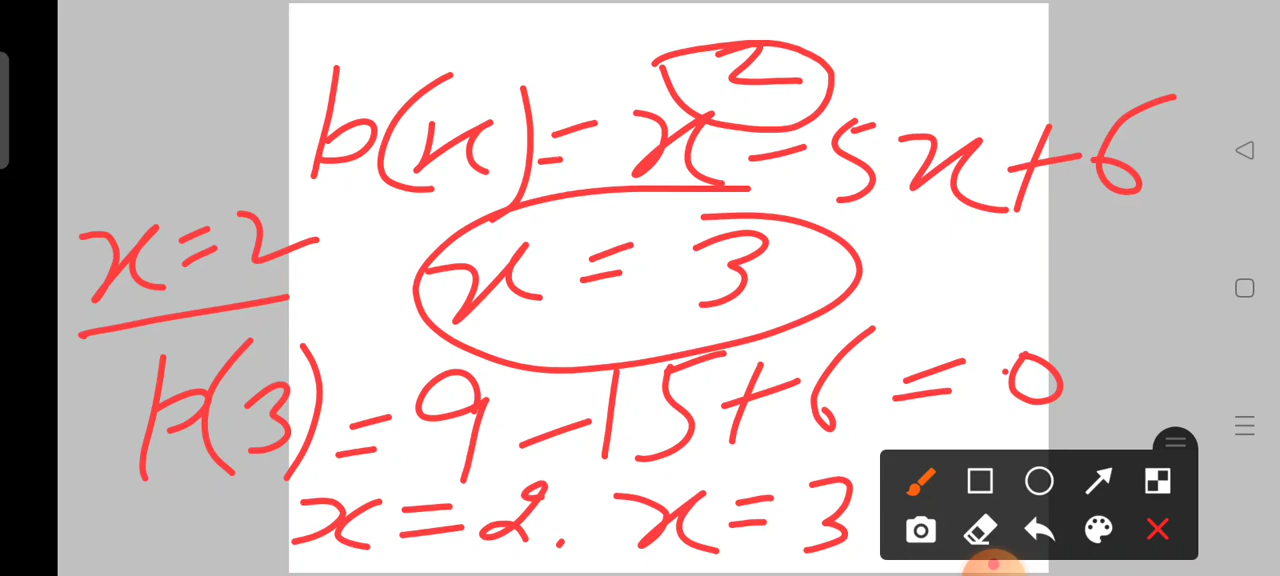 p(x) = x² - 5x + 6
x = 2
x = 3
p(3) = 9 - 15 + 6 = 0
x = 2. x = 3